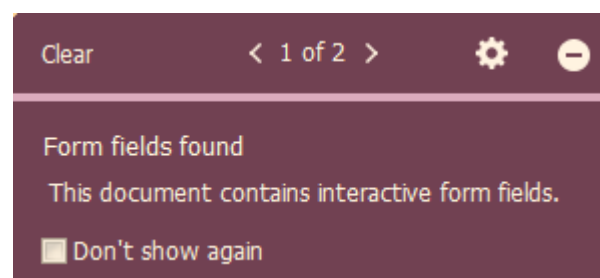 Clear < 1 of 2 >
Form fields found
This document contains interactive form fields.
Don't show again